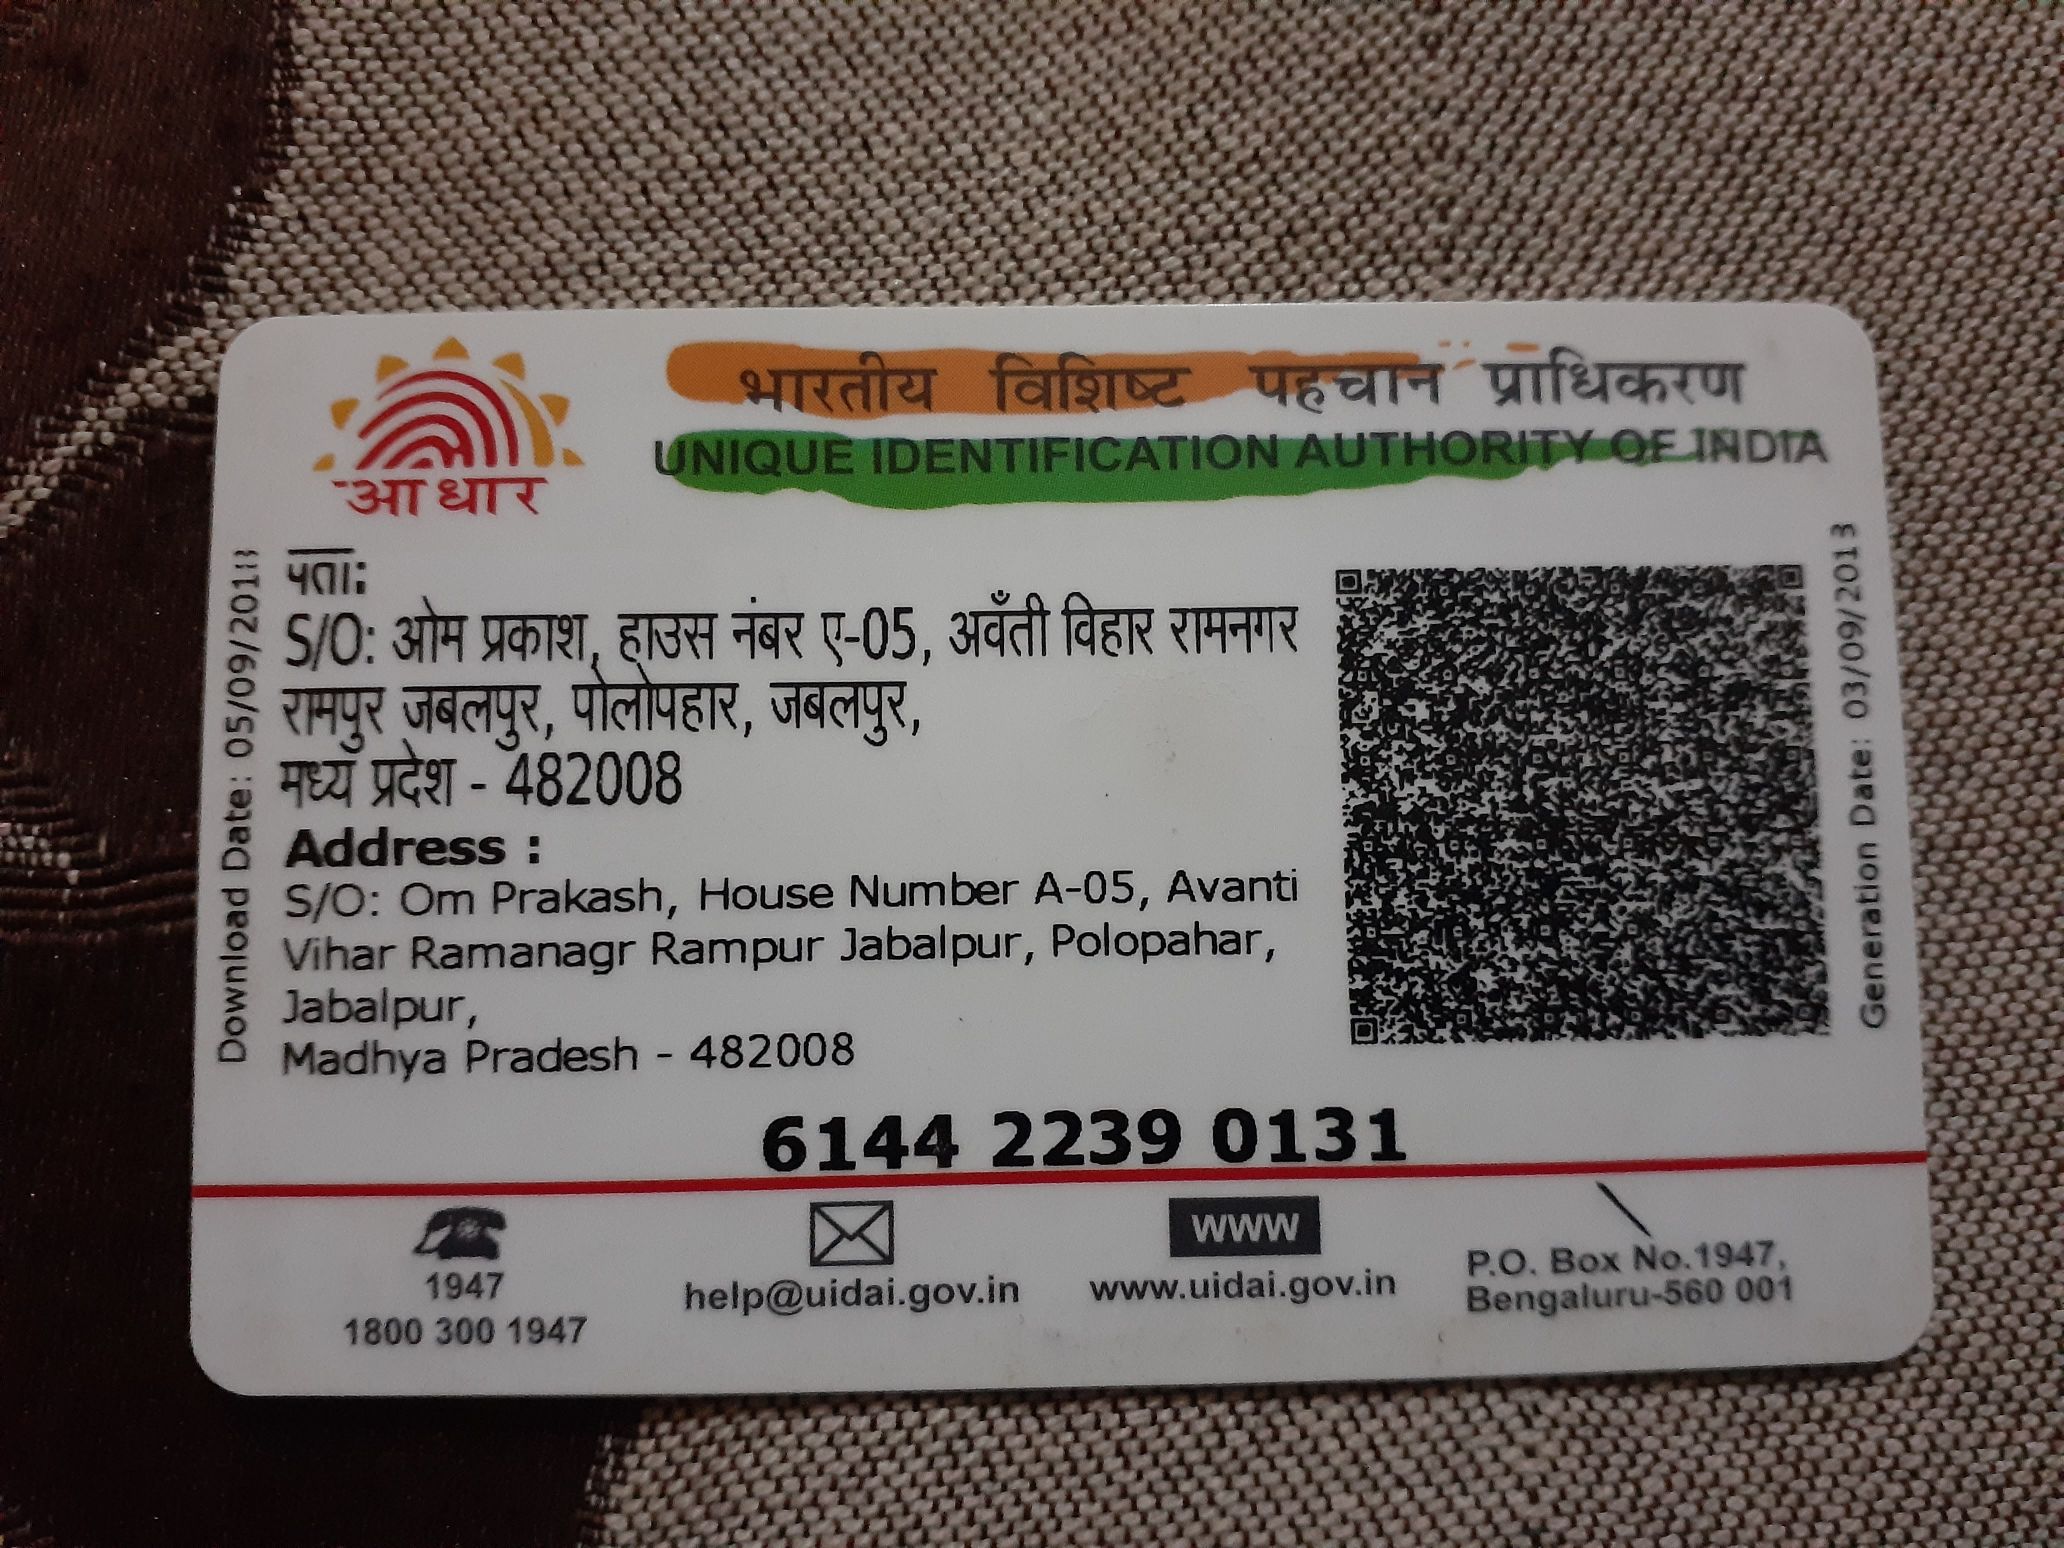 आधार
भारतीय विशिष्ट पहचान प्राधिकरण
UNIQUE IDENTIFICATION AUTHORITY OF INDIA
Download Date: 05/09/2018
पता:
S/O: ओम प्रकाश, हाउस नंबर ए-05, अवँती विहार रामनगर
रामपुर जबलपुर, पोलोपहार, जबलपुर,
मध्य प्रदेश - 482008
Address :
S/O: Om Prakash, House Number A-05, Avanti
Vihar Ramanagr Rampur Jabalpur, Polopahar,
Jabalpur,
Madhya Pradesh - 482008
Generation Date: 03/09/2013
6144 2239 0131
1947
1800 300 1947
help@uidai.gov.in
www
www.uidai.gov.in
P.O. Box No.1947,
Bengaluru-560 001